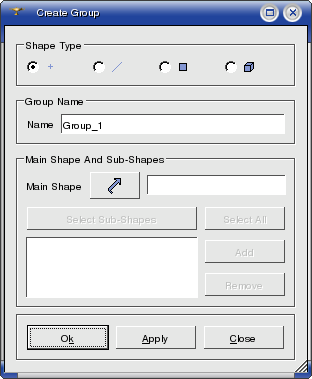 Create Group
Shape Type
Group Name
Name Group_1
Main Shape And Sub-Shapes
Main Shape
Select Sub-Shapes Select All
Add
Remove
Ok Apply Close